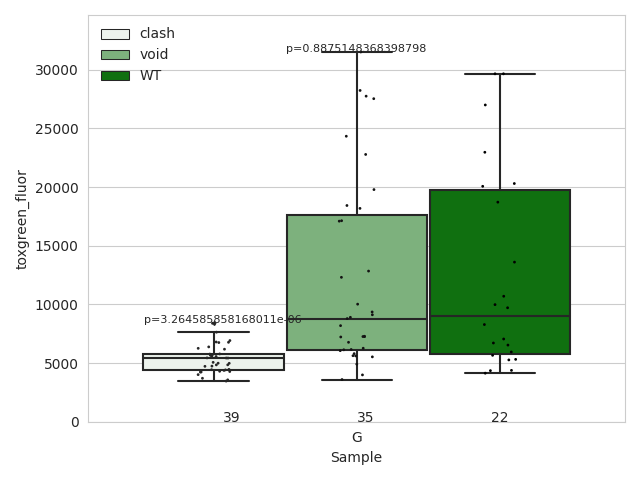 clash
void
WT
p=0.8875148368398798
p=3.264585858168011e-06
30000
25000
20000
15000
10000
5000
0
toxgreen_fluor
39
35
22
G
Sample